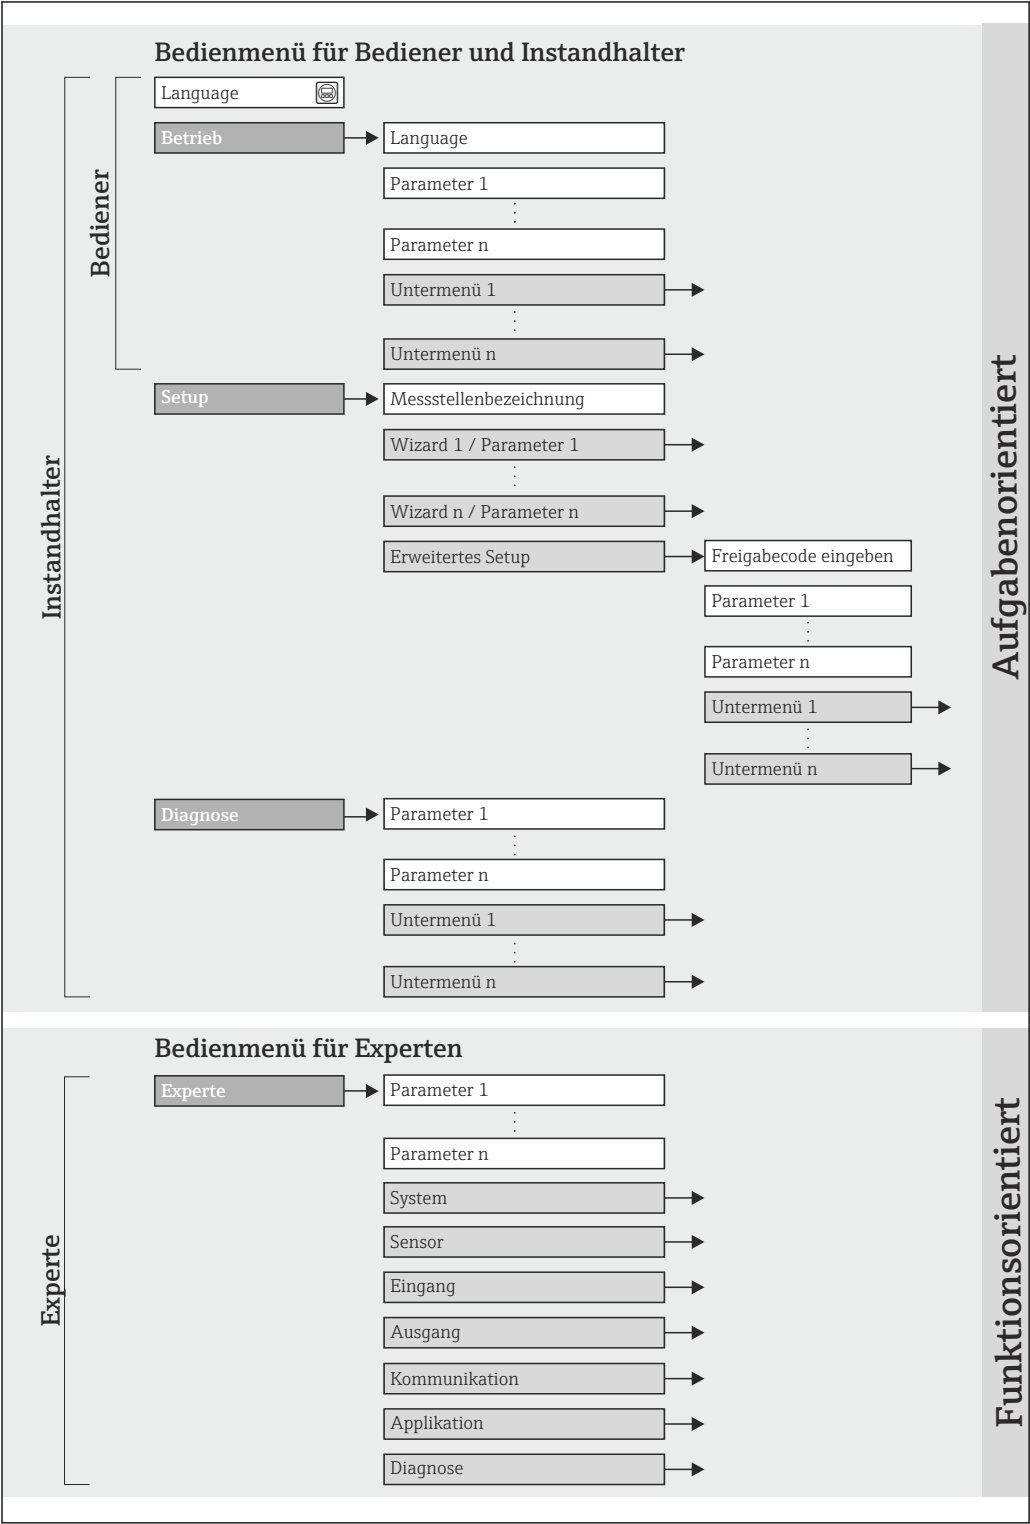 Bedienmenü für Bediener und Instandhalter
Language
Betrieb
Language
Parameter 1
Parameter n
Untermenü 1
Untermenü n
Bediener
Setup
Messstellenbezeichnung
Wizard 1 / Parameter 1
Wizard n / Parameter n
Erweitertes Setup
Freigabecode eingeben
Parameter 1
Parameter n
Untermenü 1
Untermenü n
Diagnose
Parameter 1
Parameter n
Untermenü 1
Untermenü n
Instandhalter
Aufgabenorientiert
Bedienmenü für Experten
Experte
Parameter 1
Parameter n
System
Sensor
Eingang
Ausgang
Kommunikation
Applikation
Diagnose
Experte
Funktionsorientiert